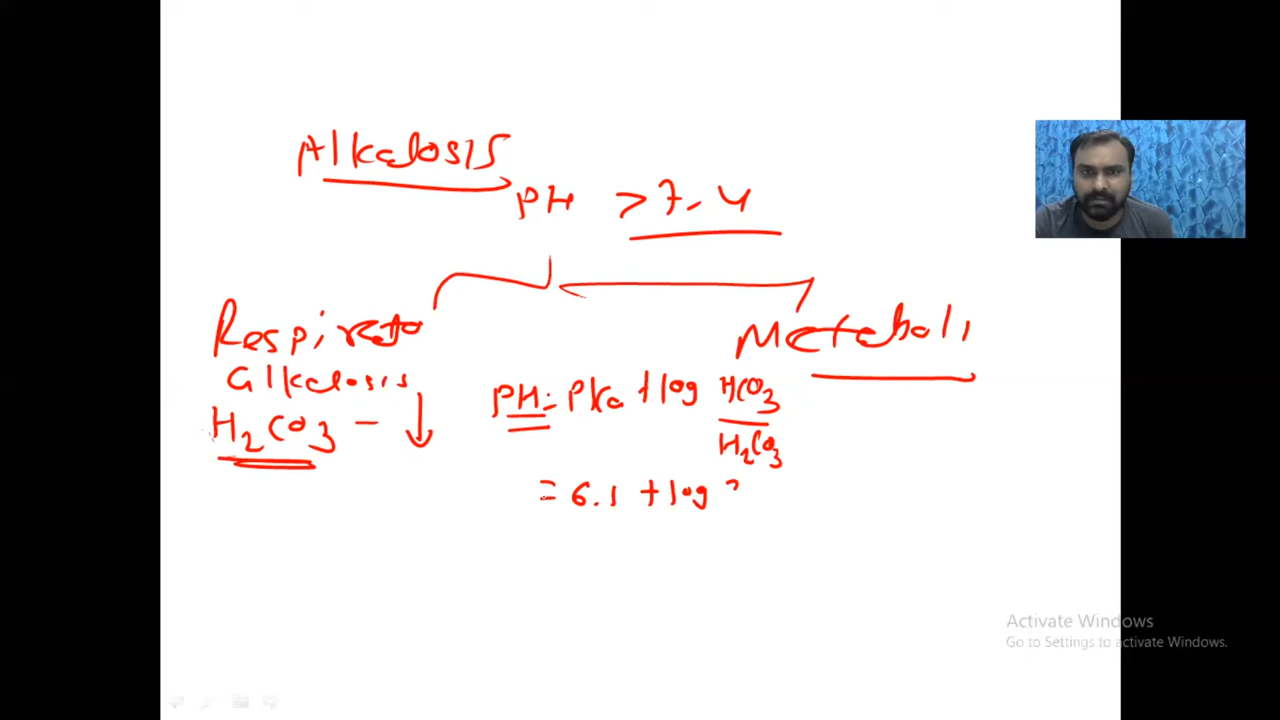 Alkalosis
PH > 7.4
Respirato
alkalosis ↓
H2CO3 –
Metaboli
PH = PKa + log HCO3
H2CO3
= 6.1 + log 2
Activate Windows
Go to Settings to activate Windows.